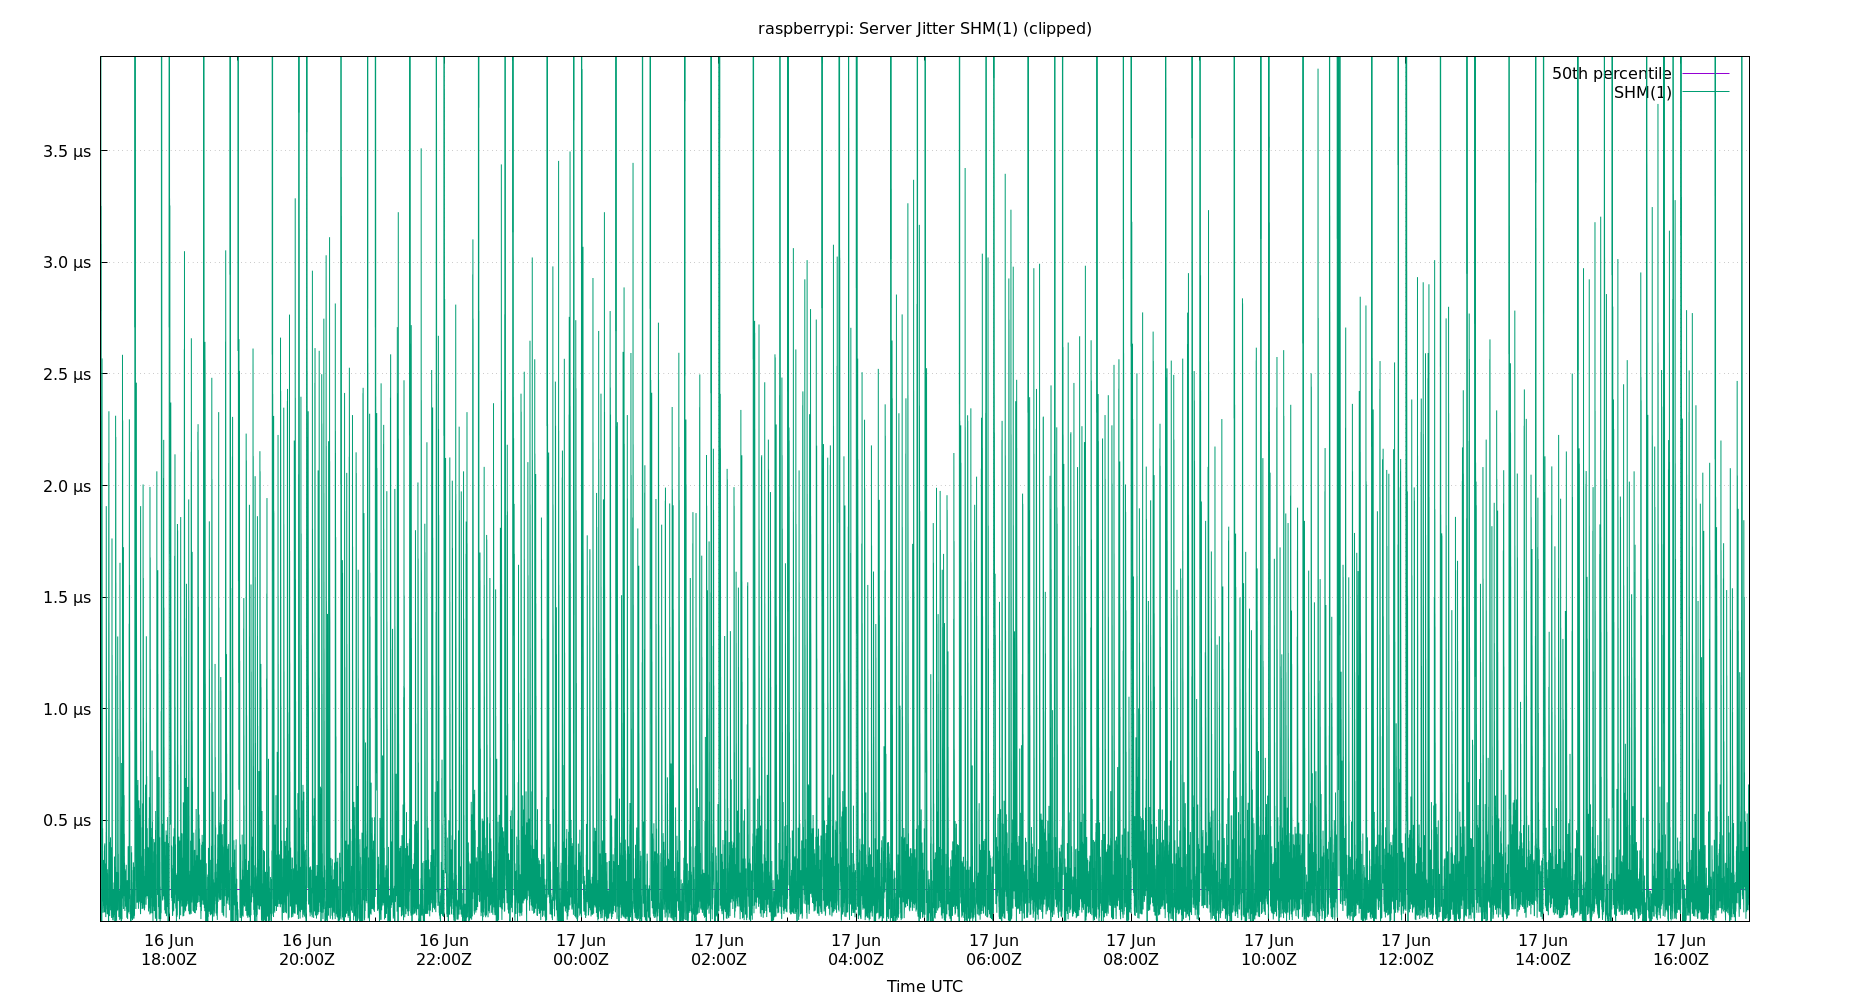 raspberrypi: Server Jitter SHM(1) (clipped)
50th percentile
SHM(1)
3.5 µs
3.0 µs
2.5 µs
2.0 µs
1.5 µs
1.0 µs
0.5 µs
16 Jun 16 Jun 16 Jun 17 Jun 17 Jun 17 Jun 17 Jun 17 Jun 17 Jun 17 Jun 17 Jun 17 Jun
18:00Z 20:00Z 22:00Z 00:00Z 02:00Z 04:00Z 06:00Z 08:00Z 10:00Z 12:00Z 14:00Z 16:00Z
Time UTC